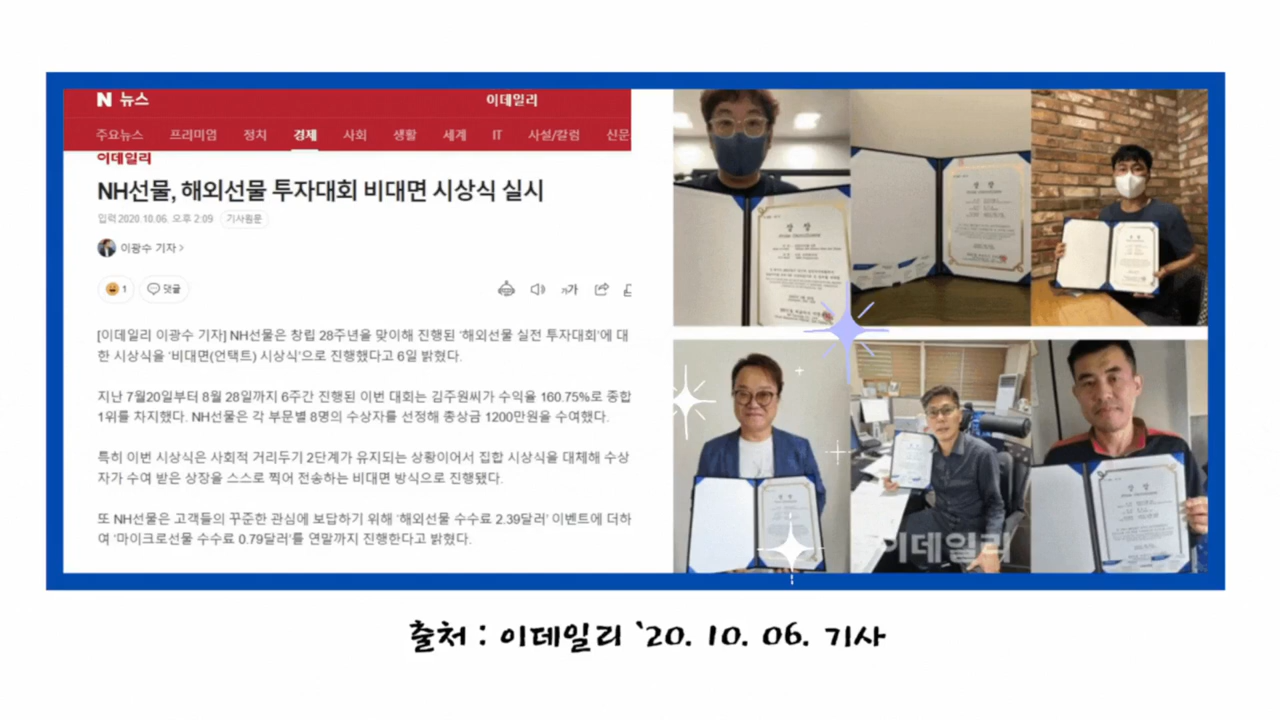 N 뉴스 이데일리
주요뉴스 프리미엄 정치 경제 사회 생활 세계 IT 사설/칼럼 신문
이데일리
NH선물, 해외선물 투자대회 비대면 시상식 실시
입력 2020.10.06. 오후 2:09 기사원문
이광수 기자
1 댓글
가가
[이데일리 이광수 기자] NH선물은 창립 28주년을 맞이해 진행된 '해외선물 실전 투자대회'에 대
한 시상식을 '비대면(언택트) 시상식'으로 진행했다고 6일 밝혔다.
지난 7월20일부터 8월 28일까지 6주간 진행된 이번 대회는 김주원씨가 수익율 160.75%로 종합
1위를 차지했다. NH선물은 각 부문별 8명의 수상자를 선정해 총상금 1200만원을 수여했다.
특히 이번 시상식은 사회적 거리두기 2단계가 유지되는 상황이어서 집합 시상식을 대체해 수상
자가 수여 받은 상장을 스스로 찍어 전송하는 비대면 방식으로 진행됐다.
또 NH선물은 고객들의 꾸준한 관심에 보답하기 위해 '해외선물 수수료 2.39달러' 이벤트에 더하
여 '마이크로선물 수수료 0.79달러'를 연말까지 진행한다고 밝혔다.
상 장
상 장
상 장
이데일리
출처 : 이데일리 '20. 10. 06. 기사